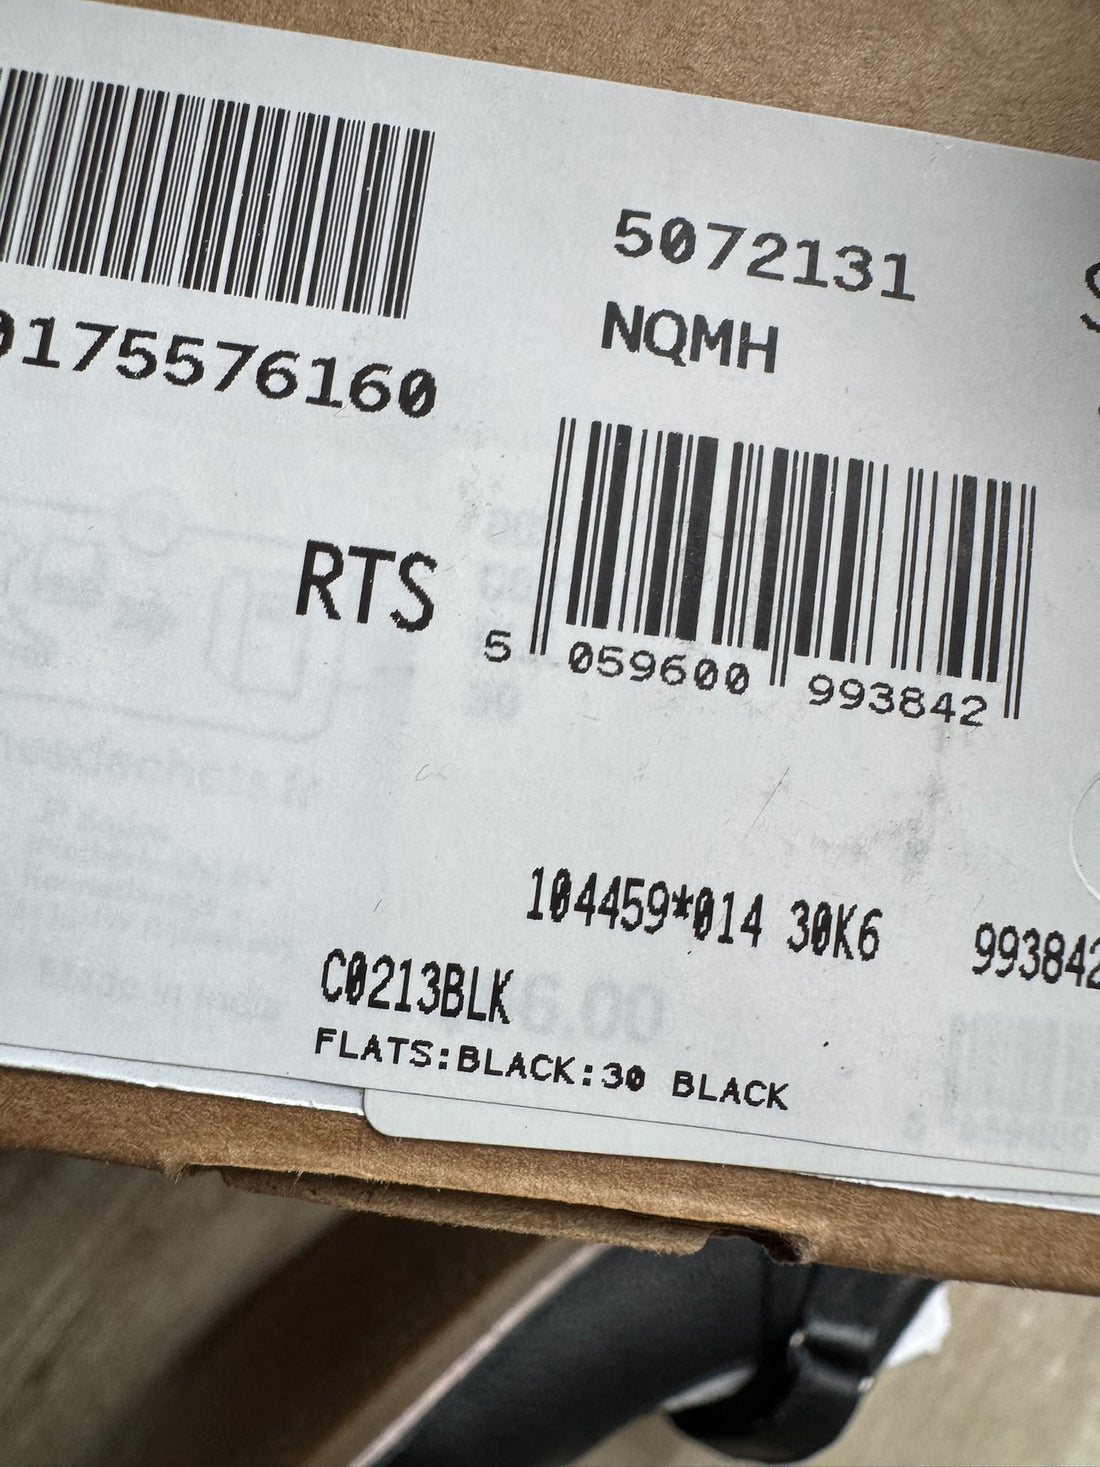 5072131
NQMH
0175576160
RTS
5 059600 993842
104459*014 30K6 993842
C0213BLK
FLATS:BLACK:30 BLACK